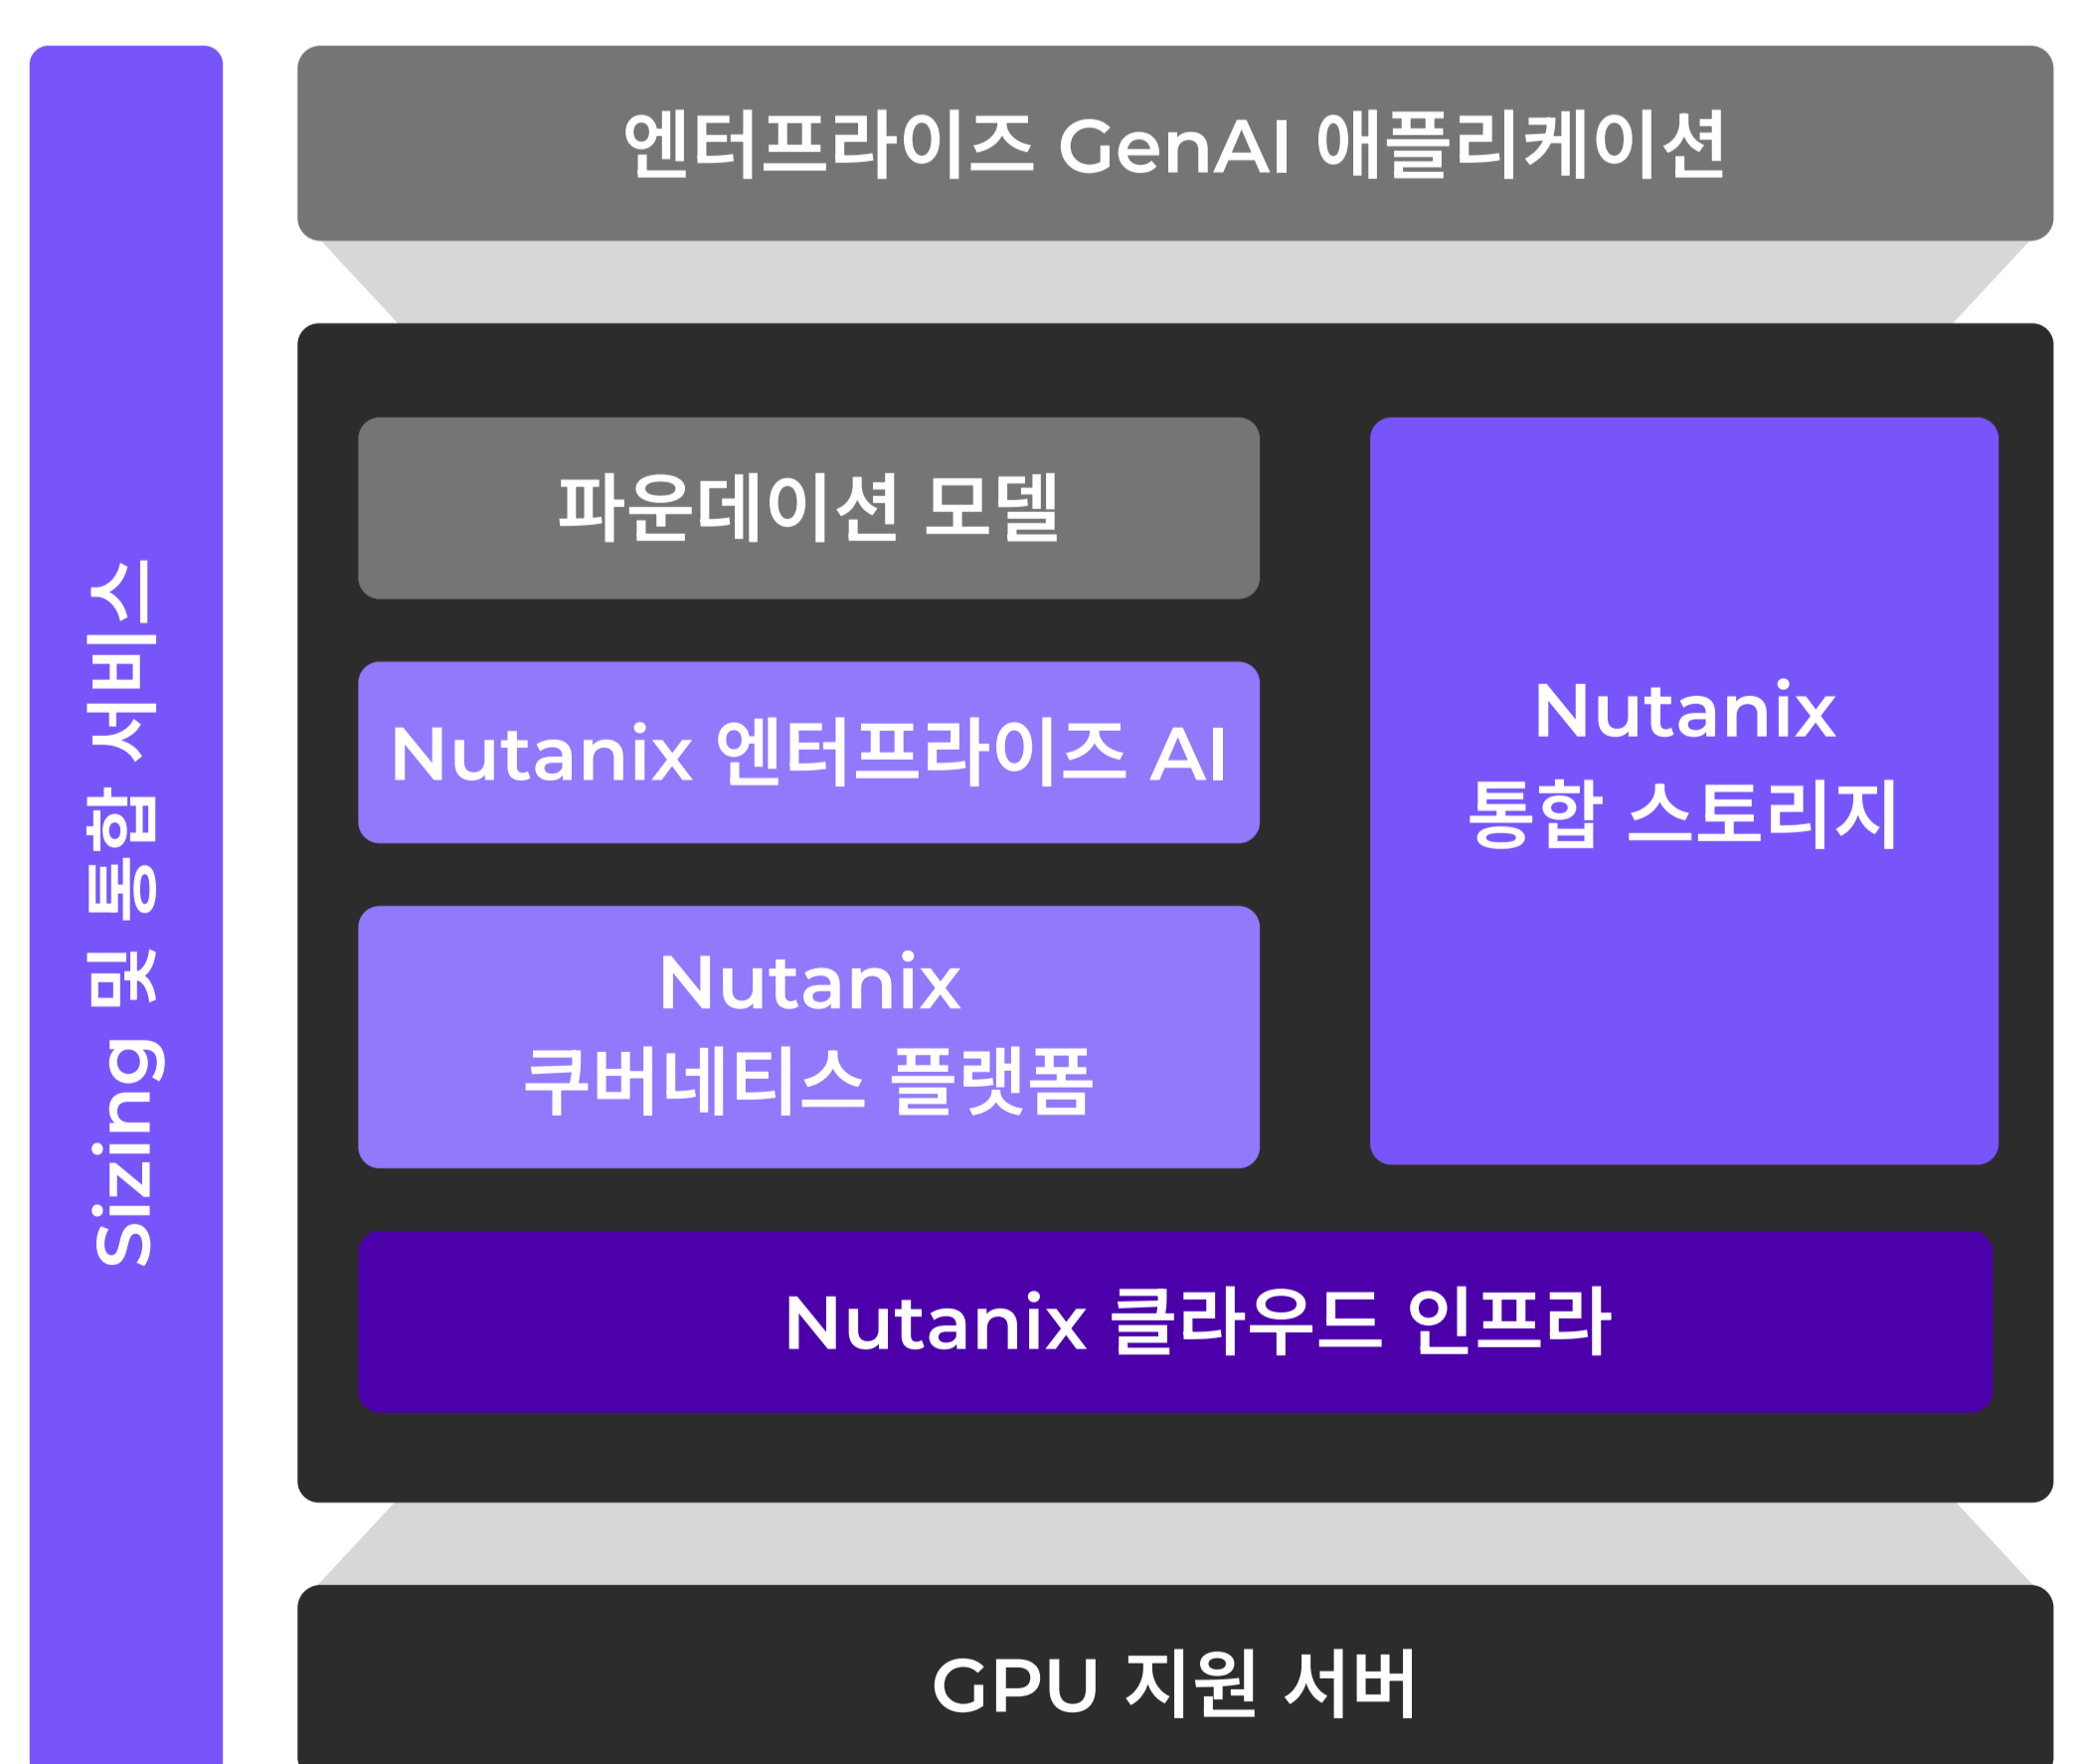 Sizing 및 통합 서비스
엔터프라이즈 GenAI 애플리케이션
파운데이션 모델
Nutanix 앤터프라이즈 AI
Nutanix
쿠버네티스 플랫폼
Nutanix
통합 스토리지
Nutanix 클라우드 인프라
GPU 지원 서버